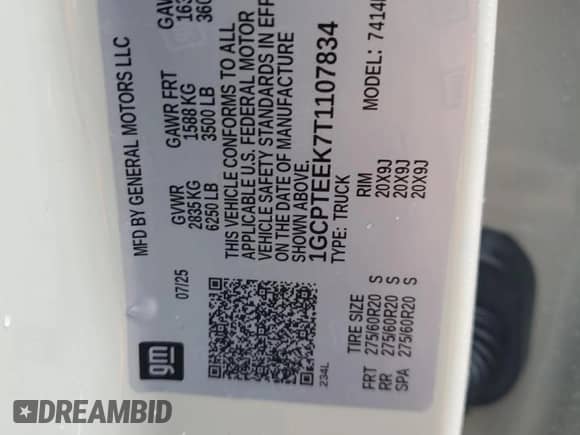 MFD BY GENERAL MOTORS LLC
07/25
GVWR
2835 KG
6250 LB
GAWR FRT
1588 KG
3500 LB
THIS VEHICLE CONFORMS TO ALL
APPLICABLE U.S. FEDERAL MOTOR
VEHICLE SAFETY STANDARDS IN EFF
ON THE DATE OF MANUFACTURE
SHOWN ABOVE.
1GCPTEEK7T1107834
TYPE: TRUCK
MODEL: 7414
TIRE SIZE RIM
FRT 275/60R20 S 20X9J
RR 275/60R20 S 20X9J
SPA 275/60R20 S 20X9J
gm
234L
DREAMBID